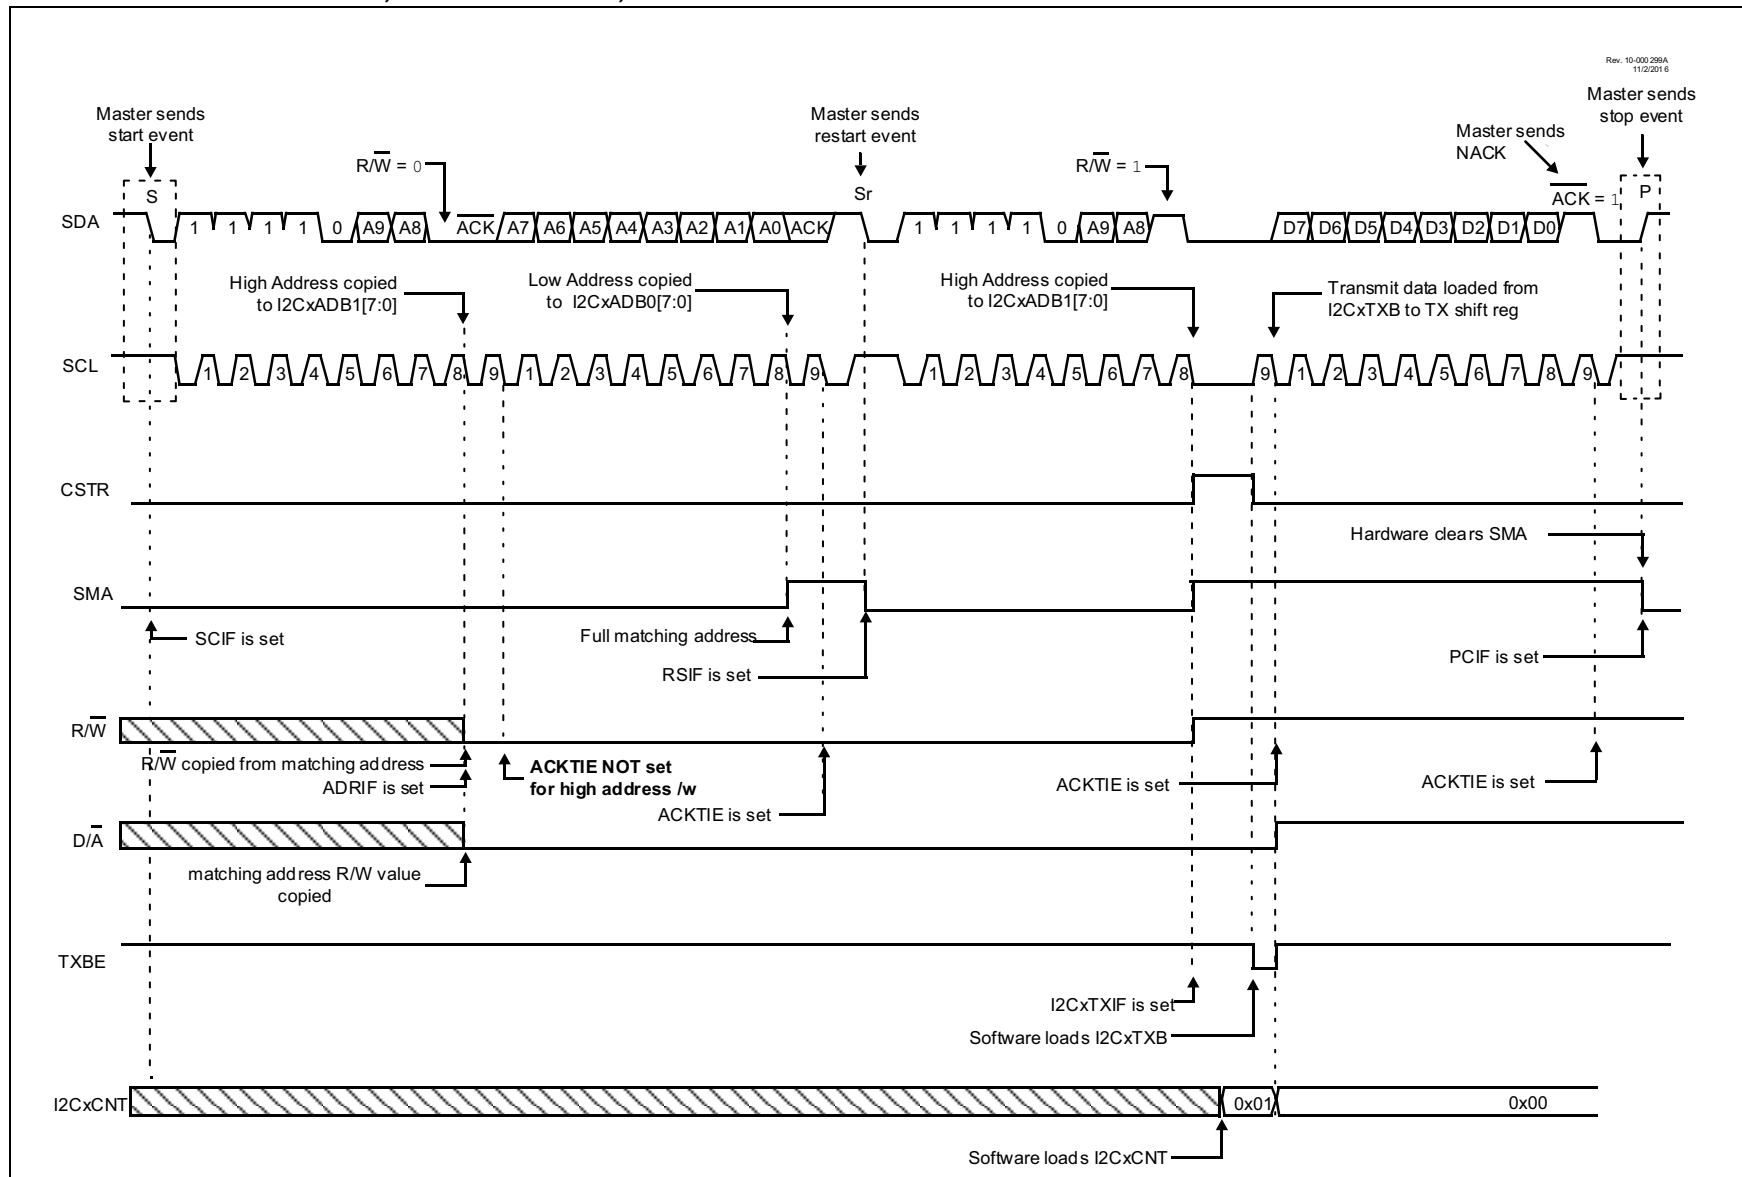 Rev. 10-000 299A
11/2/2016
Master sends
start event
Master sends
restart event
Master sends
NACK
Master sends
stop event
R/W̅ = 0
R/W̅ = 1
A̅C̅K̅ = 1
S
Sr
P
SDA
1 1 1 1 0 A9 A8 A̅C̅K̅ A7 A6 A5 A4 A3 A2 A1 A0 ACK 1 1 1 1 0 A9 A8 D7 D6 D5 D4 D3 D2 D1 D0
High Address copied
to I2CxADB1[7:0]
Low Address copied
to I2CxADB0[7:0]
High Address copied
to I2CxADB1[7:0]
Transmit data loaded from
I2CxTXB to TX shift reg
SCL
1 2 3 4 5 6 7 8 9 1 2 3 4 5 6 7 8 9 1 2 3 4 5 6 7 8 9 1 2 3 4 5 6 7 8 9
CSTR
Hardware clears SMA
SMA
SCIF is set
Full matching address
RSIF is set
PCIF is set
R/W̅
R/W̅ copied from matching address
ADRIF is set
ACKTIE NOT set
for high address /w
ACKTIE is set
ACKTIE is set
ACKTIE is set
D/A̅
matching address R/W value
copied
TXBE
I2CxTXIF is set
Software loads I2CxTXB
I2CxCNT
0x01
0x00
Software loads I2CxCNT